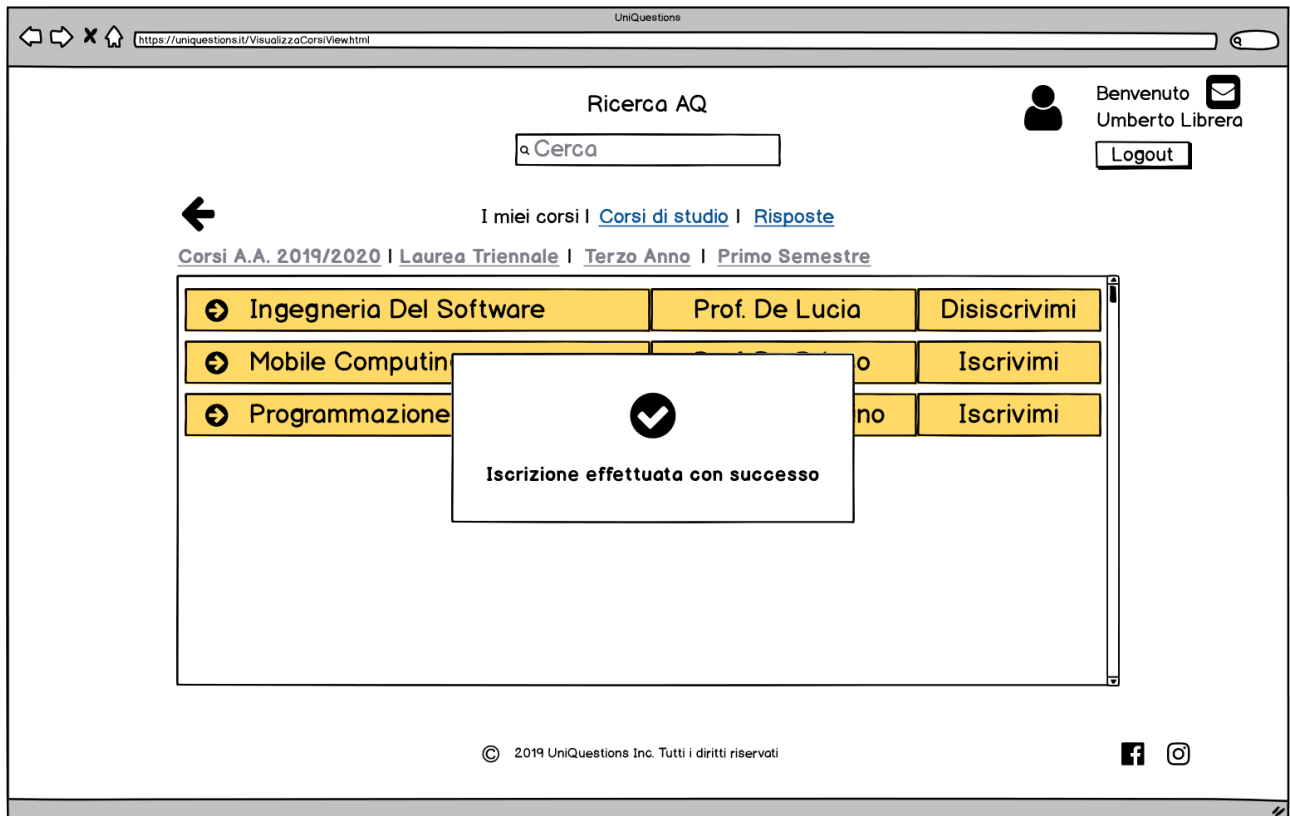 UniQuestions
https://uniquestions.it/VisualizzaCorsiView.html
Ricerca AQ
Benvenuto
Umberto Librera
Cerca
Logout
I miei corsi | Corsi di studio | Risposte
Corsi A.A. 2019/2020 | Laurea Triennale | Terzo Anno | Primo Semestre
Ingegneria Del Software Prof. De Lucia Disiscrivimi
Mobile Iscrivimi
Programmazione Iscrivimi
Iscrizione effettuata con successo
© 2019 UniQuestions Inc. Tutti i diritti riservati